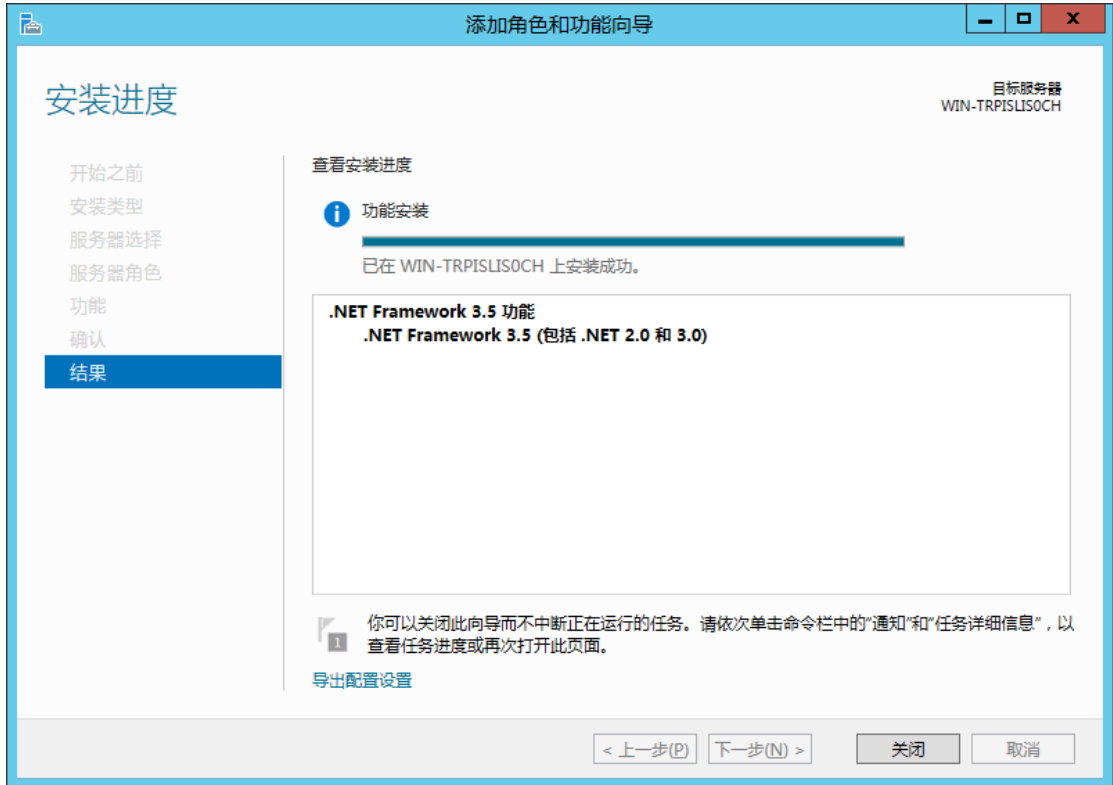 添加角色和功能向导
安装进度
目标服务器
WIN-TRPISLIS0CH
开始之前
安装类型
服务器选择
服务器角色
功能
确认
结果
查看安装进度
功能安装
已在 WIN-TRPISLIS0CH 上安装成功。
.NET Framework 3.5 功能
.NET Framework 3.5 (包括 .NET 2.0 和 3.0)
1
你可以关闭此向导而不中断正在运行的任务。请依次单击命令栏中的"通知"和"任务详细信息"，以
查看任务进度或再次打开此页面。
导出配置设置
< 上一步(P)
下一步(N) >
关闭
取消